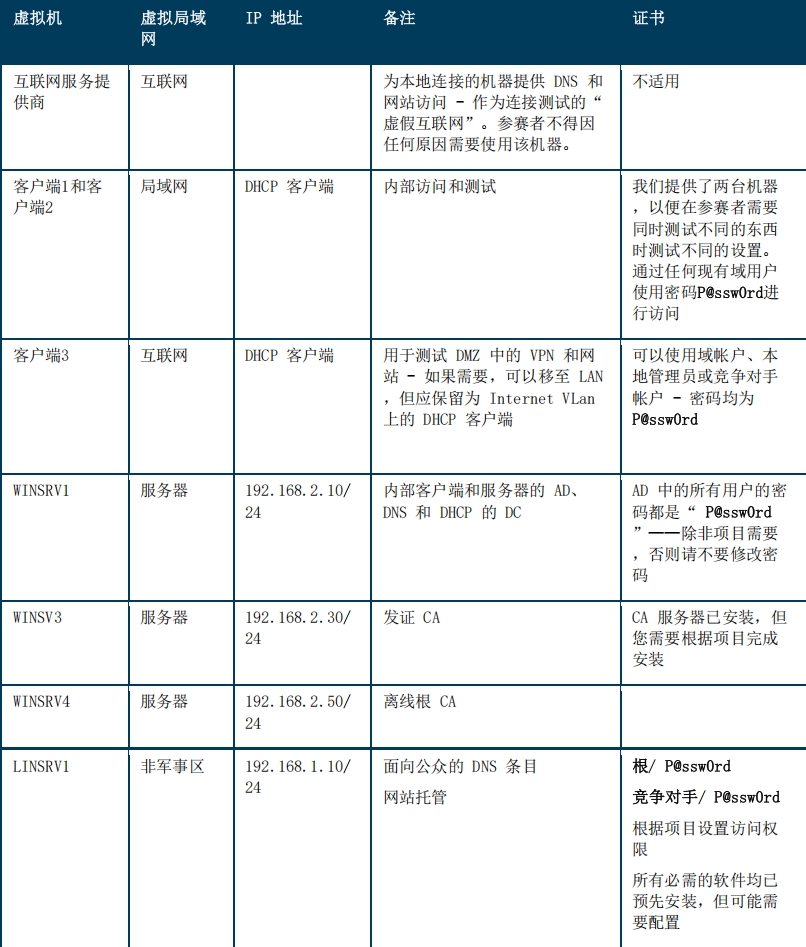 虚拟机
虚拟局域
网
IP 地址
备注
证书
互联网服务提
供商
互联网
为本地连接的机器提供 DNS 和
网站访问 - 作为连接测试的“
虚假互联网”。参赛者不得因
任何原因需要使用该机器。
不适用
客户端1和客
户端2
局域网
DHCP 客户端
内部访问和测试
我们提供了两台机器
，以便在参赛者需要
同时测试不同的东西
时测试不同的设置。
通过任何现有域用户
使用密码P@ssw0rd进
行访问
客户端3
互联网
DHCP 客户端
用于测试 DMZ 中的 VPN 和网
站 - 如果需要，可以移至 LAN
，但应保留为 Internet VLan
上的 DHCP 客户端
可以使用域帐户、本
地管理员或竞争对手
帐户 - 密码均为
P@ssw0rd
WINSRV1
服务器
192.168.2.10/
24
内部客户端和服务器的 AD、
DNS 和 DHCP 的 DC
AD 中的所有用户的密
码都是“ P@ssw0rd
”——除非项目需要
，否则请不要修改密
码
WINSV3
服务器
192.168.2.30/
24
发证 CA
CA 服务器已安装，但
您需要根据项目完成
安装
WINSRV4
服务器
192.168.2.50/
24
离线根 CA
LINSRV1
非军事区
192.168.1.10/
24
面向公众的 DNS 条目
网站托管
根/ P@ssw0rd
竞争对手/ P@ssw0rd
根据项目设置访问权
限
所有必需的软件均已
预先安装，但可能需
要配置